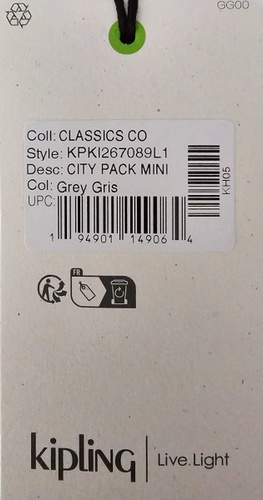 GG00
Coll: CLASSICS CO
Style: KPKI267089L1
Desc: CITY PACK MINI
Col: Grey Gris
UPC:
1 94901 14906 4
KH05
FR
kipling | Live.Light